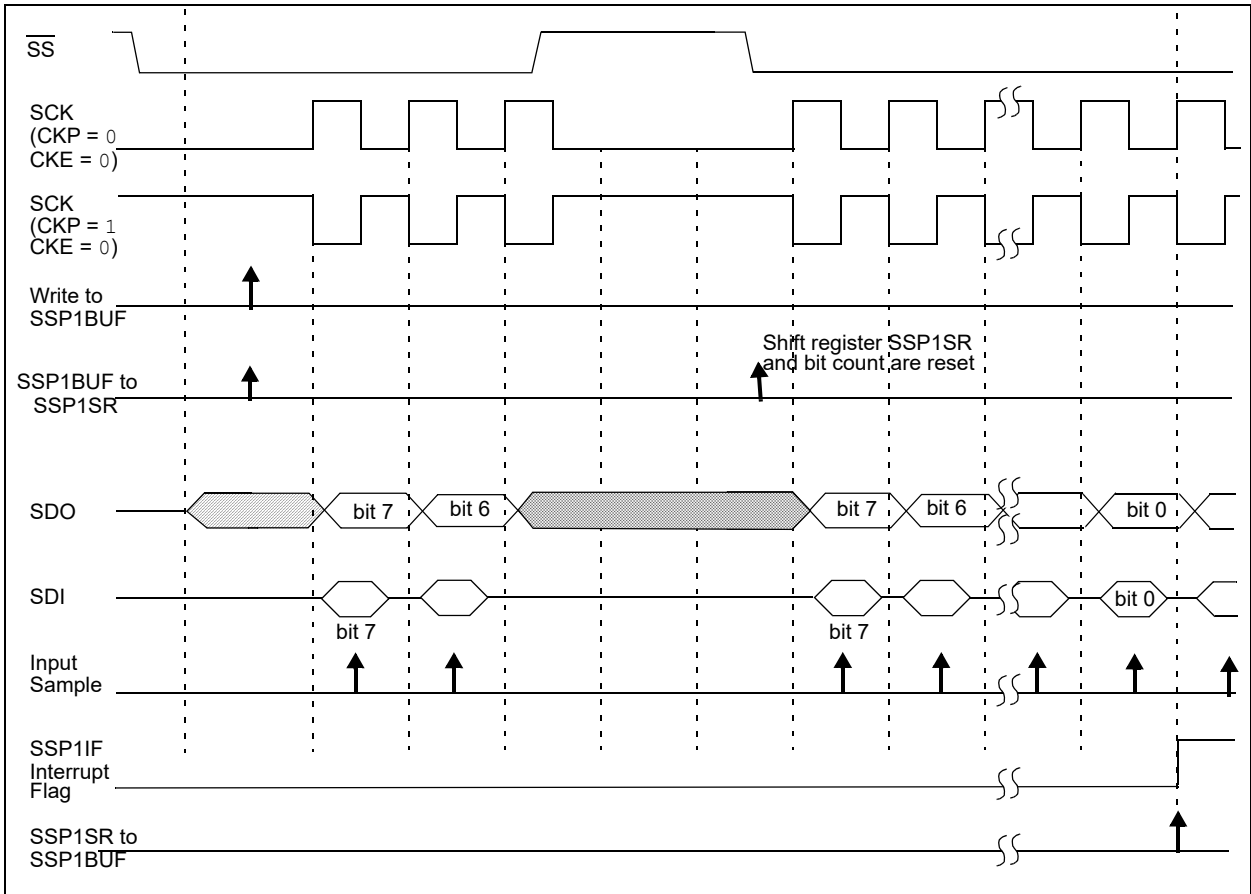 SS
SCK
(CKP = 0
CKE = 0)
SCK
(CKP = 1
CKE = 0)
Write to
SSP1BUF
Shift register SSP1SR
and bit count are reset
SSP1BUF to
SSP1SR
SDO
bit 7
bit 6
bit 7
bit 6
bit 0
SDI
bit 0
bit 7
bit 7
Input
Sample
SSP1IF
Interrupt
Flag
SSP1SR to
SSP1BUF